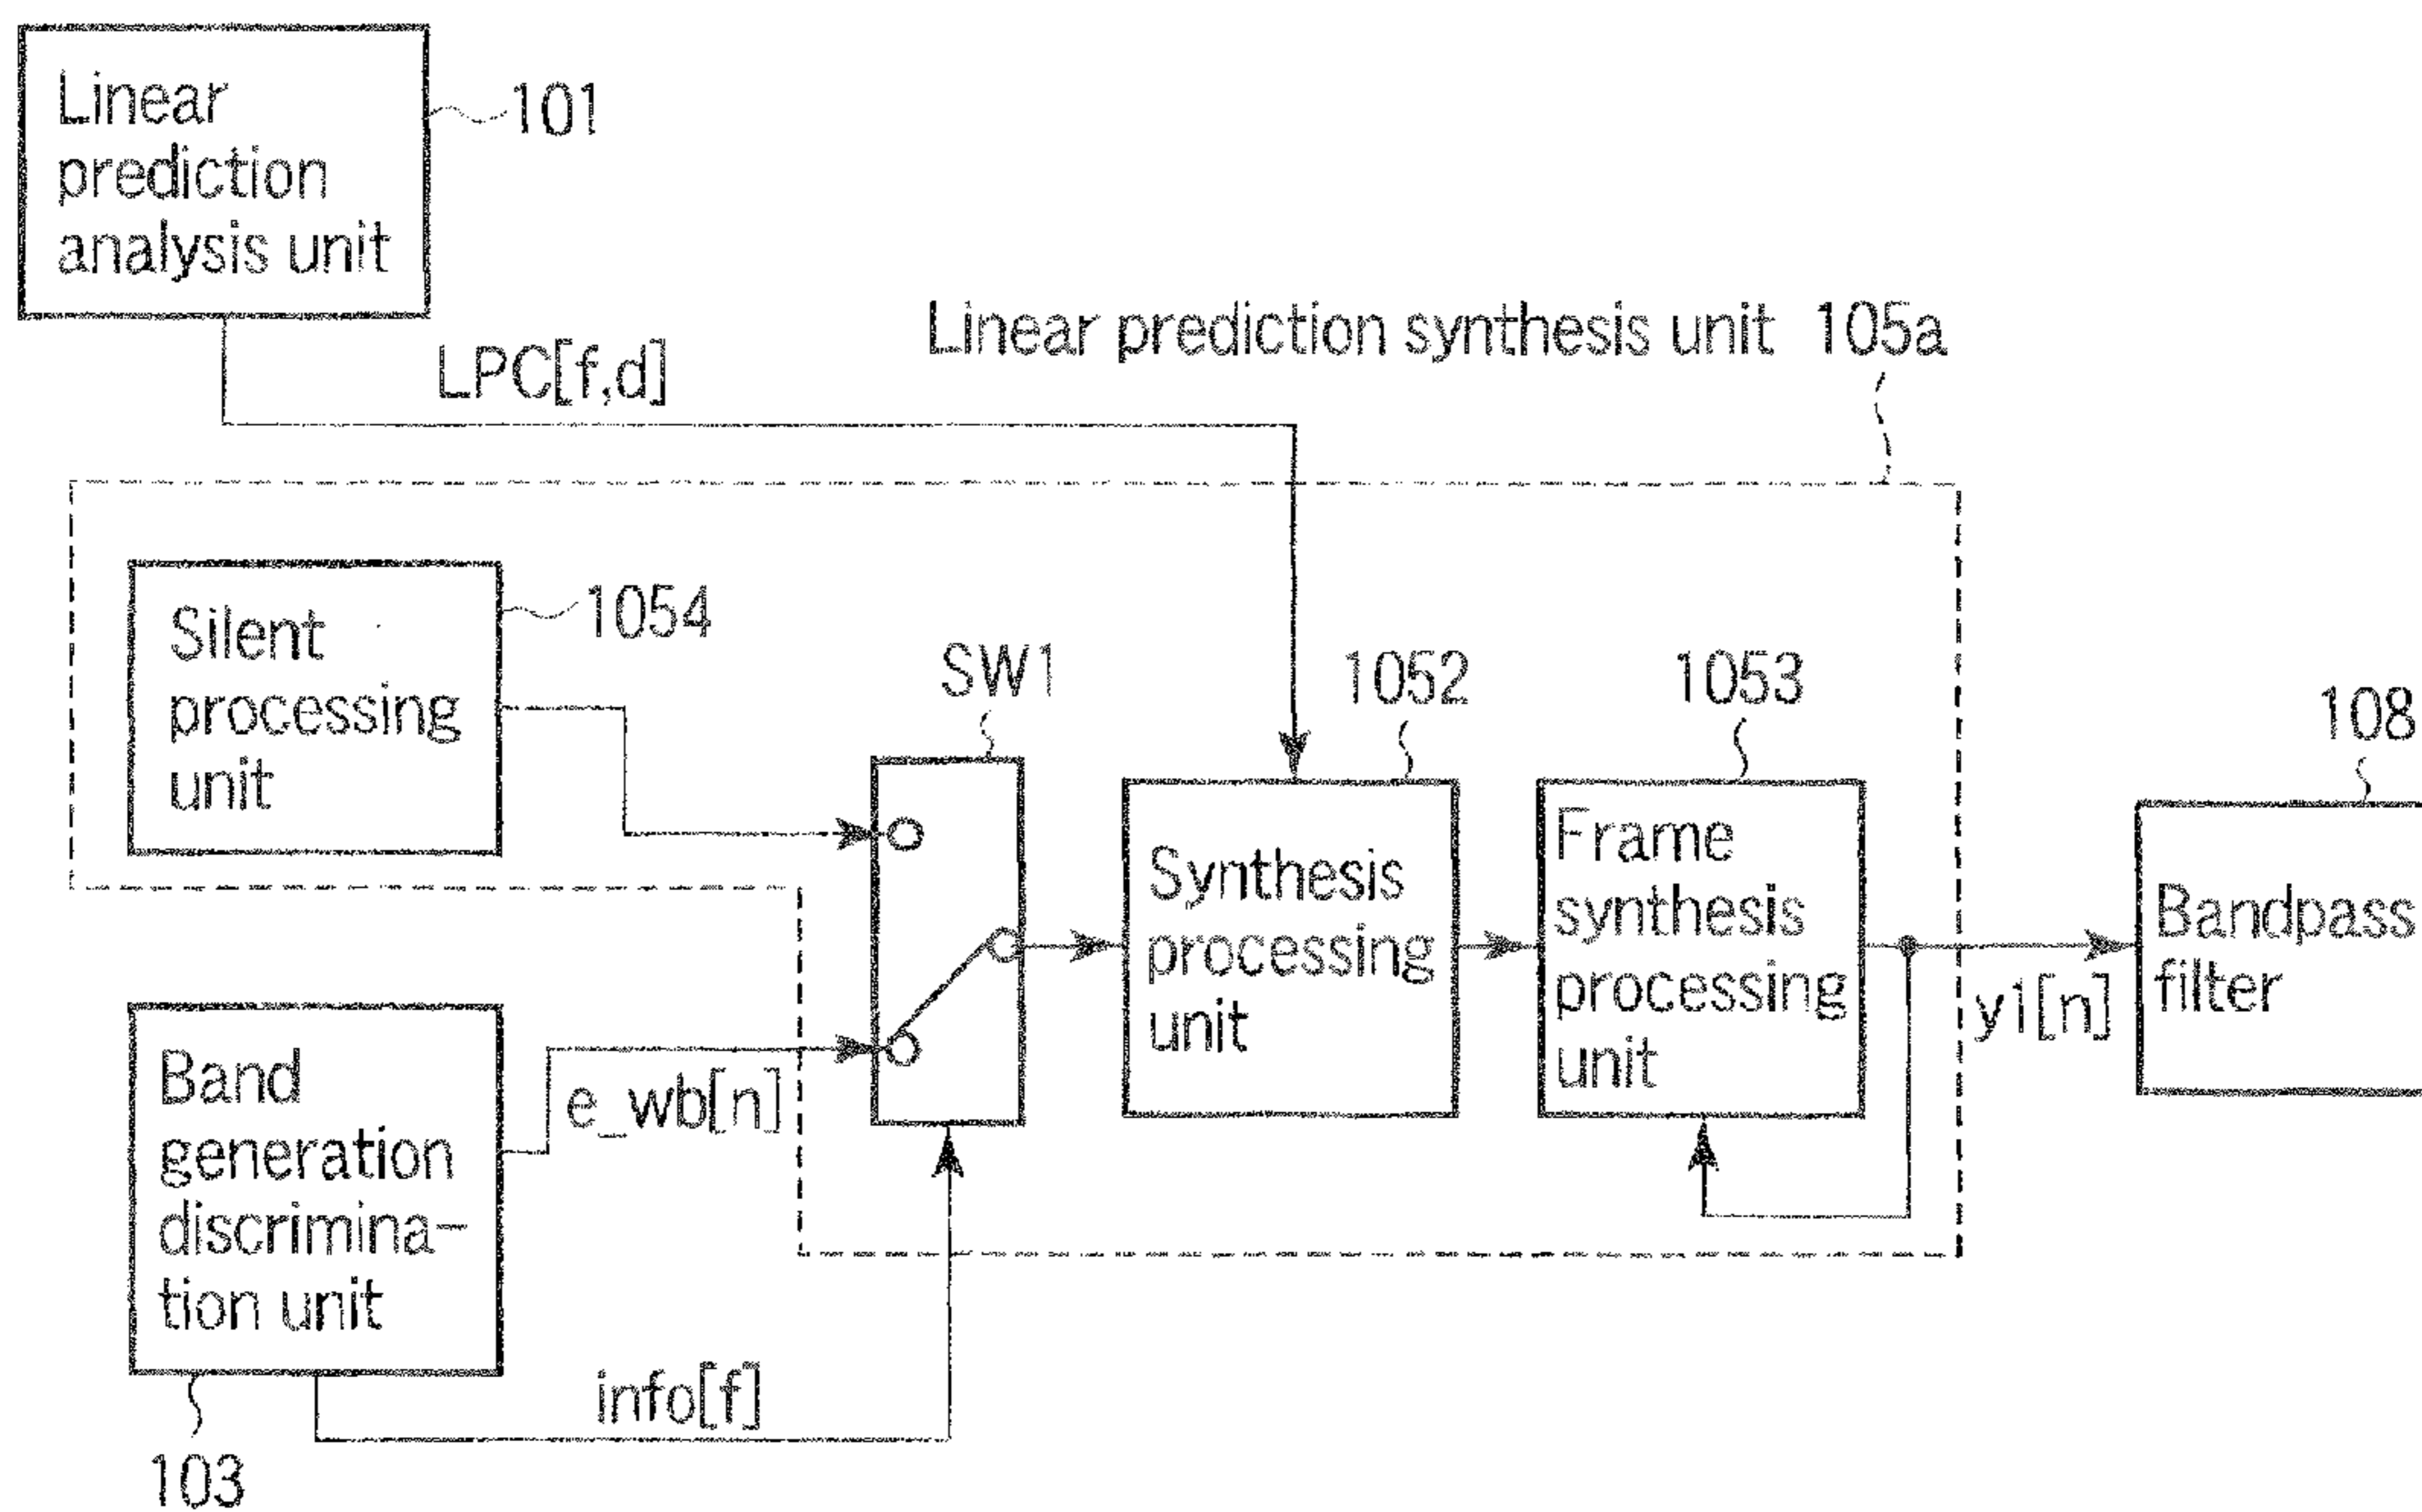 Linear
prediction
analysis unit
101
LPC[f,d]
Linear prediction synthesis unit 105a
Silent
processing
unit
1054
SW1
1052
1053
108
Synthesis
processing
unit
Frame
synthesis
processing
unit
Bandpass
filter
y1[n]
Band
generation
discrimina-
tion unit
e_wb[n]
info[f]
103